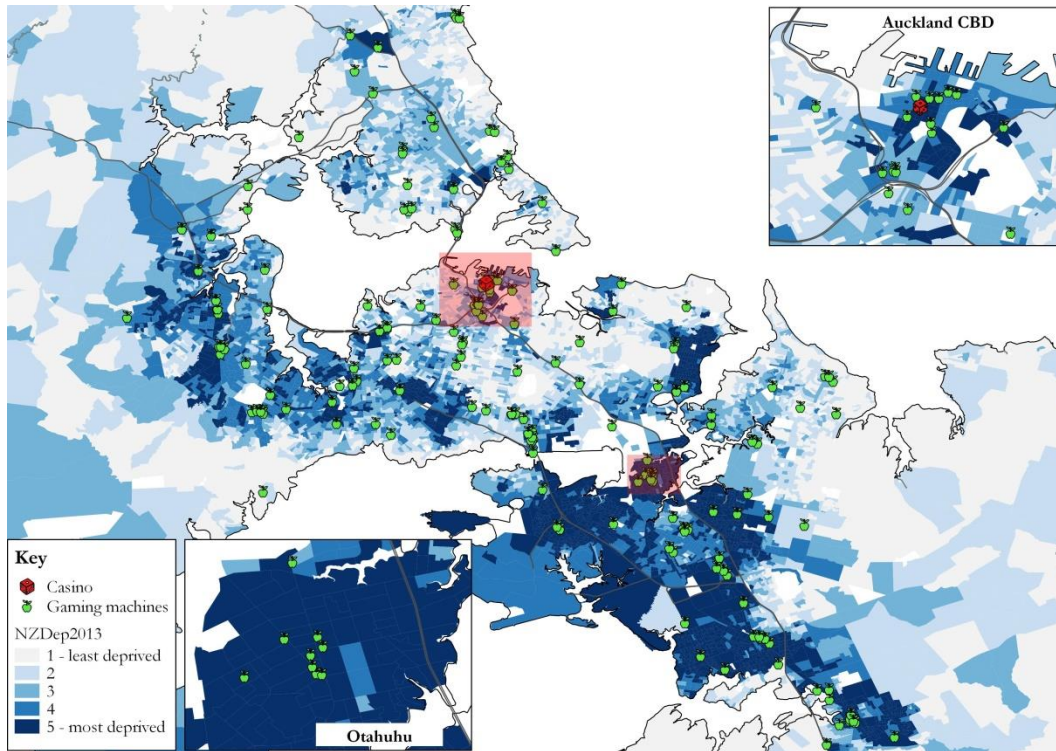 Auckland CBD
Key
Casino
Gaming machines
NZDep2013
1 - least deprived
2
3
4
5 - most deprived
Otahuhu